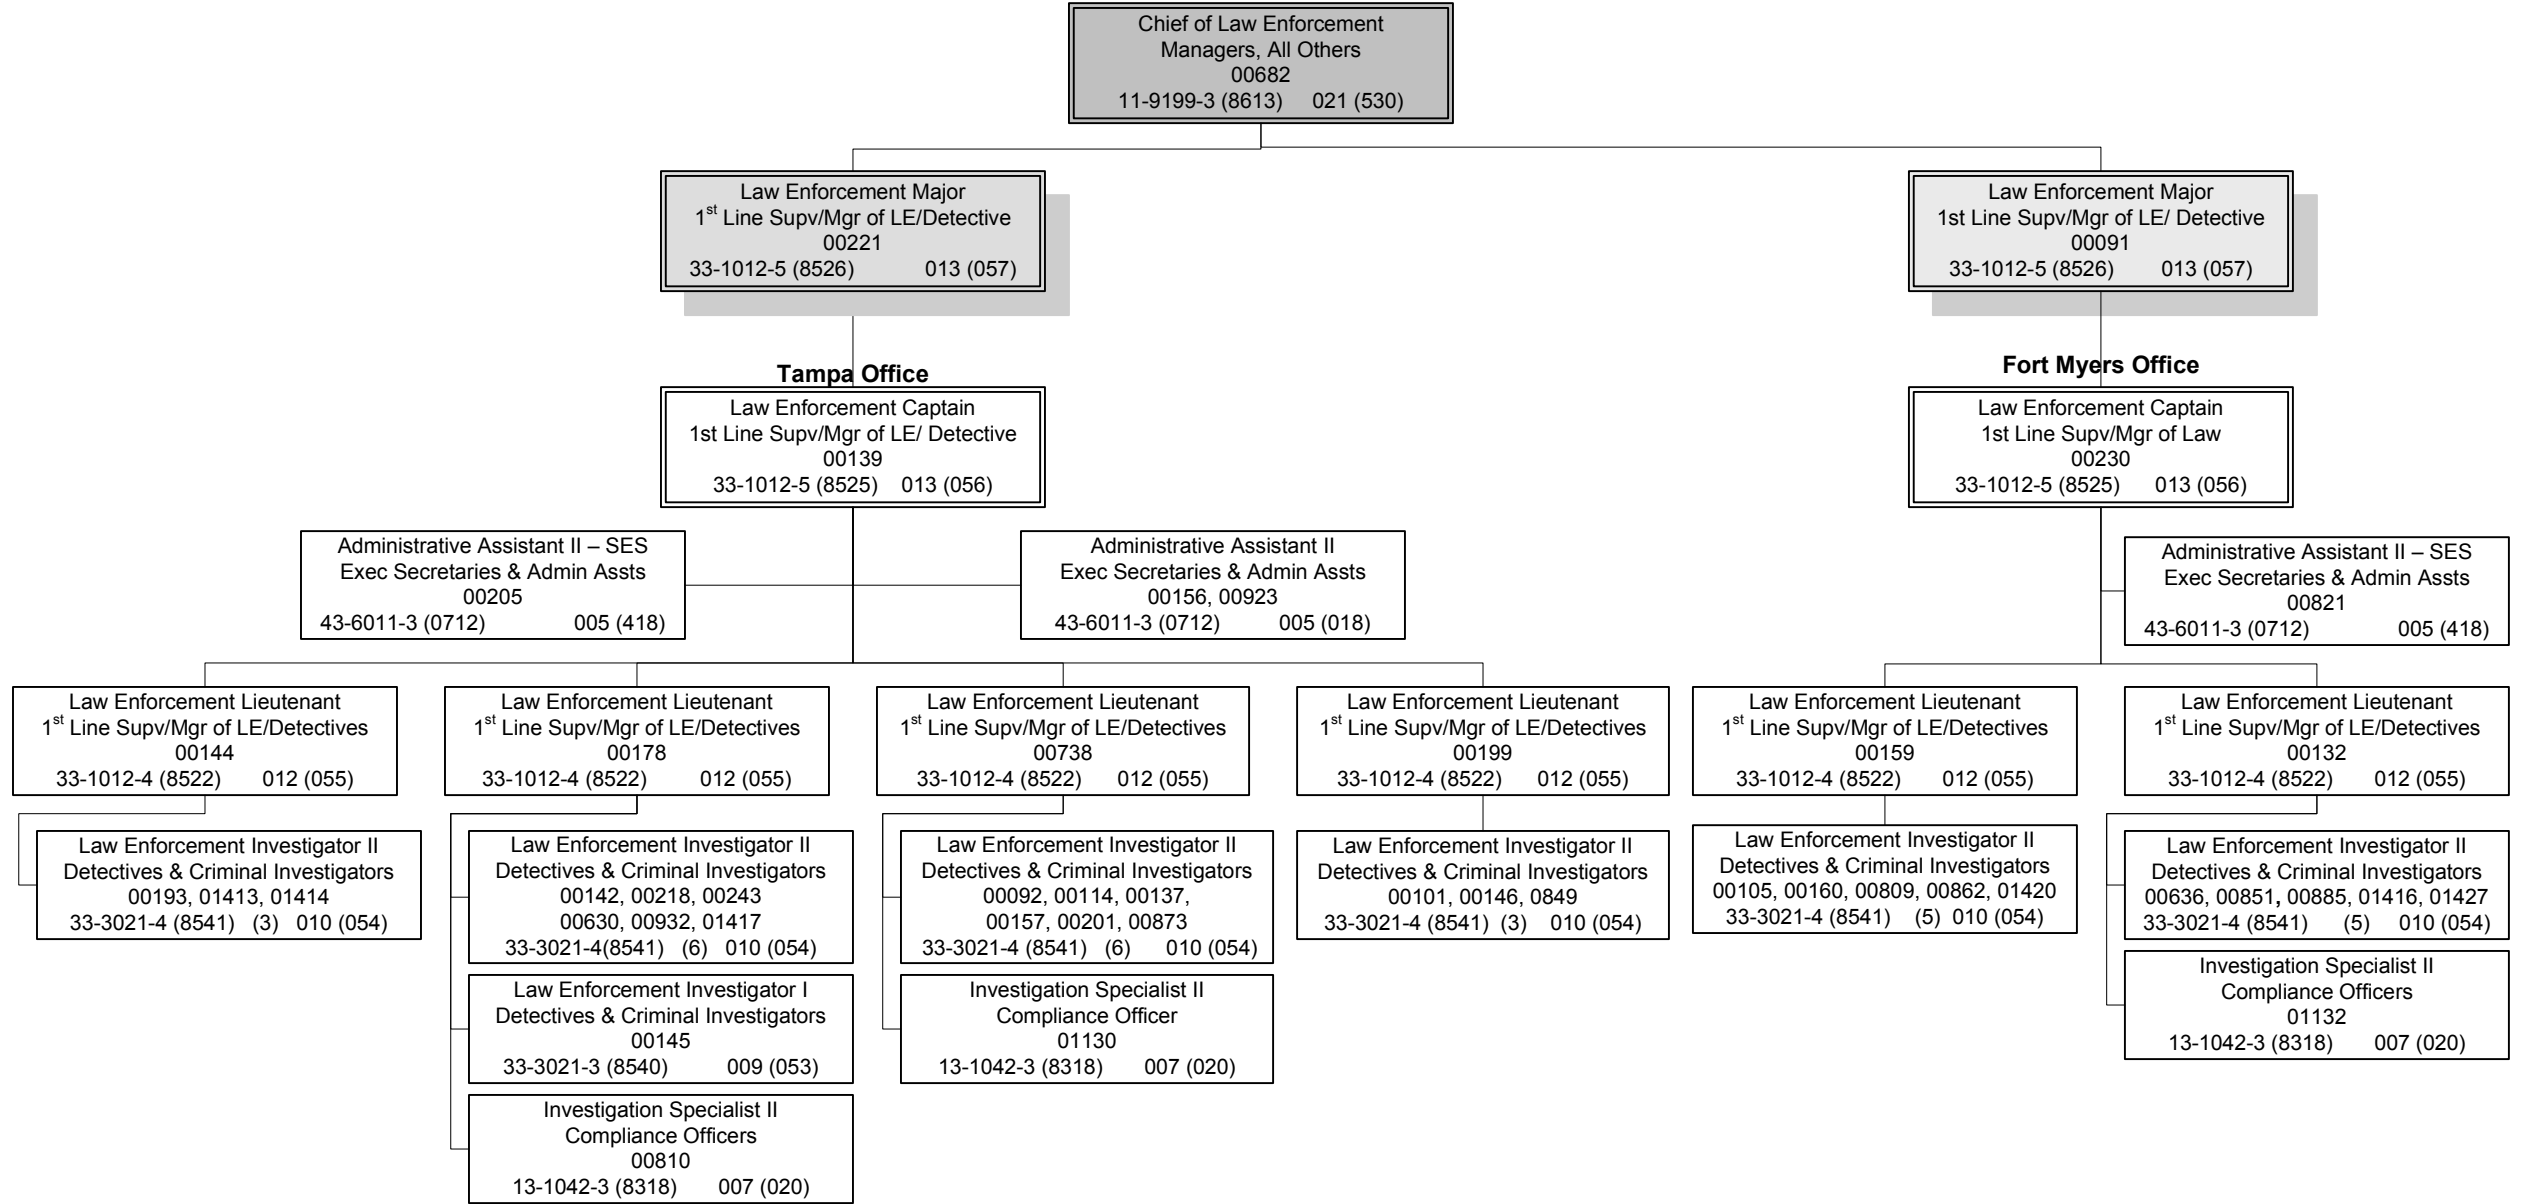 Chief of Law Enforcement
Managers, All Others
00682
11-9199-3 (8613) 021 (530)
Law Enforcement Major
1st Line Supv/Mgr of LE/Detective
00221
33-1012-5 (8526) 013 (057)
Law Enforcement Major
1st Line Supv/Mgr of LE/ Detective
00091
33-1012-5 (8526) 013 (057)
Tampa Office
Law Enforcement Captain
1st Line Supv/Mgr of LE/ Detective
00139
33-1012-5 (8525) 013 (056)
Fort Myers Office
Law Enforcement Captain
1st Line Supv/Mgr of Law
00230
33-1012-5 (8525) 013 (056)
Administrative Assistant II – SES
Exec Secretaries & Admin Assts
00205
43-6011-3 (0712) 005 (418)
Administrative Assistant II
Exec Secretaries & Admin Assts
00156, 00923
43-6011-3 (0712) 005 (018)
Administrative Assistant II – SES
Exec Secretaries & Admin Assts
00821
43-6011-3 (0712) 005 (418)
Law Enforcement Lieutenant
1st Line Supv/Mgr of LE/Detectives
00144
33-1012-4 (8522) 012 (055)
Law Enforcement Lieutenant
1st Line Supv/Mgr of LE/Detectives
00178
33-1012-4 (8522) 012 (055)
Law Enforcement Lieutenant
1st Line Supv/Mgr of LE/Detectives
00738
33-1012-4 (8522) 012 (055)
Law Enforcement Lieutenant
1st Line Supv/Mgr of LE/Detectives
00199
33-1012-4 (8522) 012 (055)
Law Enforcement Lieutenant
1st Line Supv/Mgr of LE/Detectives
00159
33-1012-4 (8522) 012 (055)
Law Enforcement Lieutenant
1st Line Supv/Mgr of LE/Detectives
00132
33-1012-4 (8522) 012 (055)
Law Enforcement Investigator II
Detectives & Criminal Investigators
00193, 01413, 01414
33-3021-4 (8541) (3) 010 (054)
Law Enforcement Investigator II
Detectives & Criminal Investigators
00142, 00218, 00243
00630, 00932, 01417
33-3021-4(8541) (6) 010 (054)
Law Enforcement Investigator II
Detectives & Criminal Investigators
00092, 00114, 00137,
00157, 00201, 00873
33-3021-4 (8541) (6) 010 (054)
Law Enforcement Investigator II
Detectives & Criminal Investigators
00101, 00146, 0849
33-3021-4 (8541) (3) 010 (054)
Law Enforcement Investigator II
Detectives & Criminal Investigators
00105, 00160, 00809, 00862, 01420
33-3021-4 (8541) (5) 010 (054)
Law Enforcement Investigator II
Detectives & Criminal Investigators
00636, 00851, 00885, 01416, 01427
33-3021-4 (8541) (5) 010 (054)
Law Enforcement Investigator I
Detectives & Criminal Investigators
00145
33-3021-3 (8540) 009 (053)
Investigation Specialist II
Compliance Officer
01130
13-1042-3 (8318) 007 (020)
Investigation Specialist II
Compliance Officers
01132
13-1042-3 (8318) 007 (020)
Investigation Specialist II
Compliance Officers
00810
13-1042-3 (8318) 007 (020)